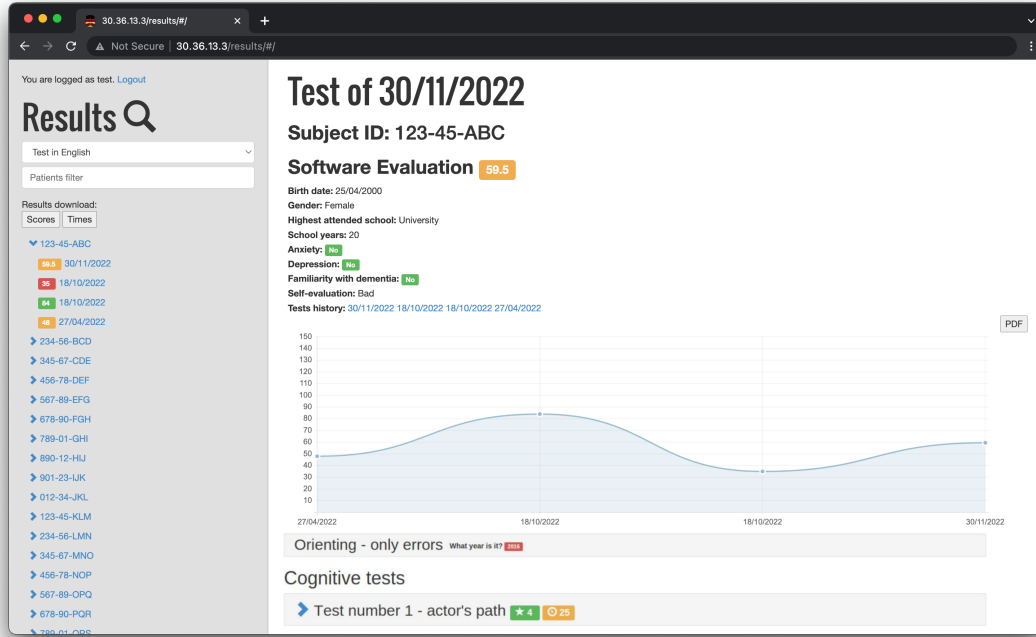 30.36.13.3/results/#/
Not Secure | 30.36.13.3/results/#/
You are logged as test. Logout
Results
Test in English
Patients filter
Results download:
Scores Times
123-45-ABC
59.5 30/11/2022
35 18/10/2022
84 18/10/2022
48 27/04/2022
234-56-BCD
345-67-CDE
456-78-DEF
567-89-EFG
678-90-FGH
789-01-GHI
890-12-HIJ
901-23-IJK
012-34-JKL
123-45-KLM
234-56-LMN
345-67-MNO
456-78-NOP
567-89-OPQ
678-90-PQR
789-01-QRS
Test of 30/11/2022
Subject ID: 123-45-ABC
Software Evaluation 59.5
Birth date: 25/04/2000
Gender: Female
Highest attended school: University
School years: 20
Anxiety: No
Depression: No
Familiarity with dementia: No
Self-evaluation: Bad
Tests history: 30/11/2022 18/10/2022 18/10/2022 27/04/2022
PDF
150
140
130
120
110
100
90
80
70
60
50
40
30
20
10
27/04/2022 18/10/2022 18/10/2022 30/11/2022
Orienting - only errors What year is it? 2016
Cognitive tests
Test number 1 - actor's path 4 25